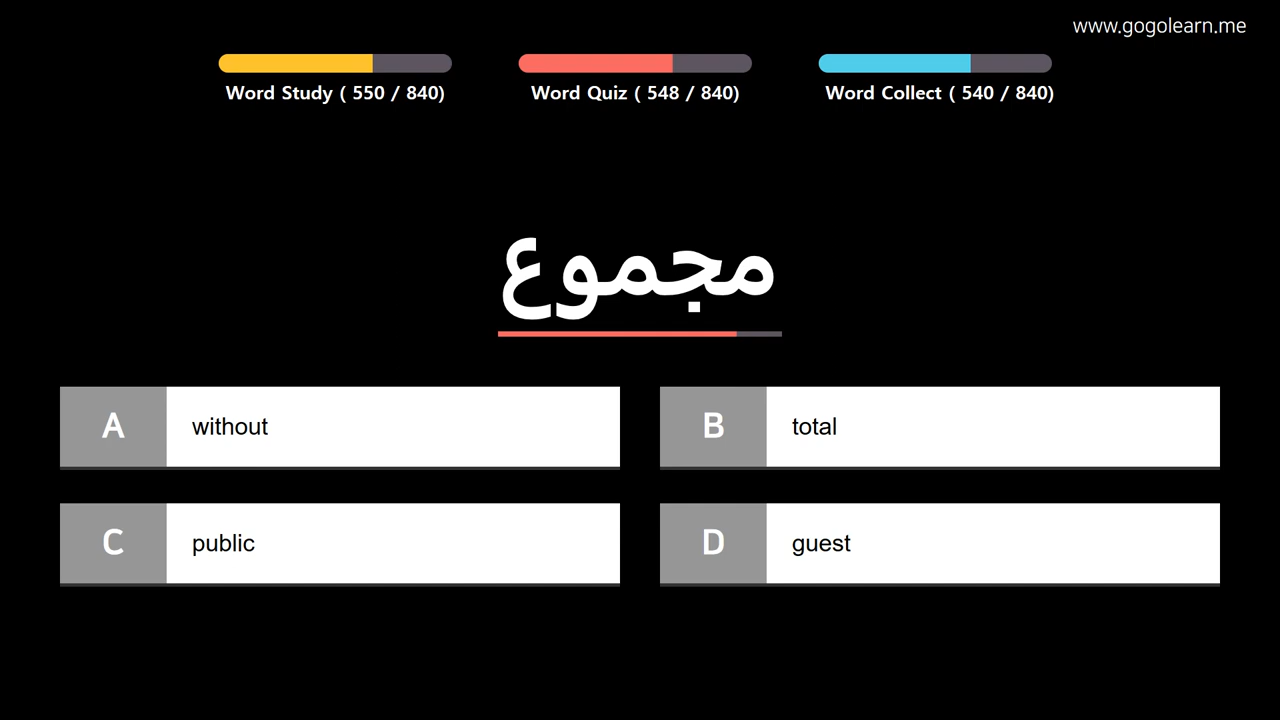 www.gogolearn.me
Word Study ( 550 / 840)
Word Quiz ( 548 / 840)
Word Collect ( 540 / 840)
مجموع
A without
B total
C public
D guest